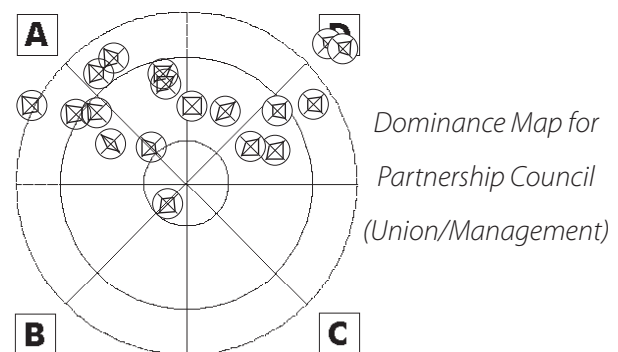 A
D
Dominance Map for
Partnership Council
(Union/Management)
B
C